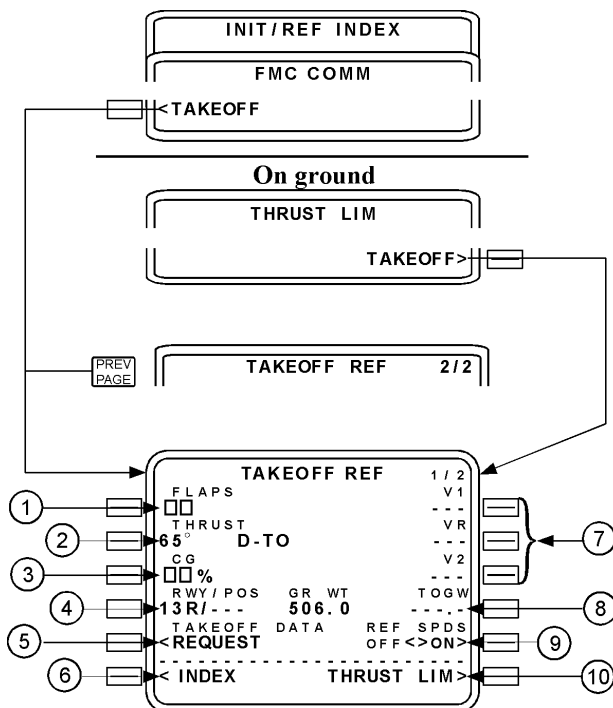 INIT/REF INDEX
FMC COMM
<TAKEOFF
On ground
THRUST LIM
TAKEOFF>
PREV
PAGE
TAKEOFF REF 2/2
TAKEOFF REF 1/2
FLAPS V1
1 □□ ---
THRUST VR
2 65° D-TO --- 7
CG V2
3 □□% ---
RWY/POS GR WT TOGW
4 13R/--- 506.0 ---.- 8
TAKEOFF DATA REF SPDS
5 <REQUEST OFF<>ON> 9
6 <INDEX THRUST LIM> 10